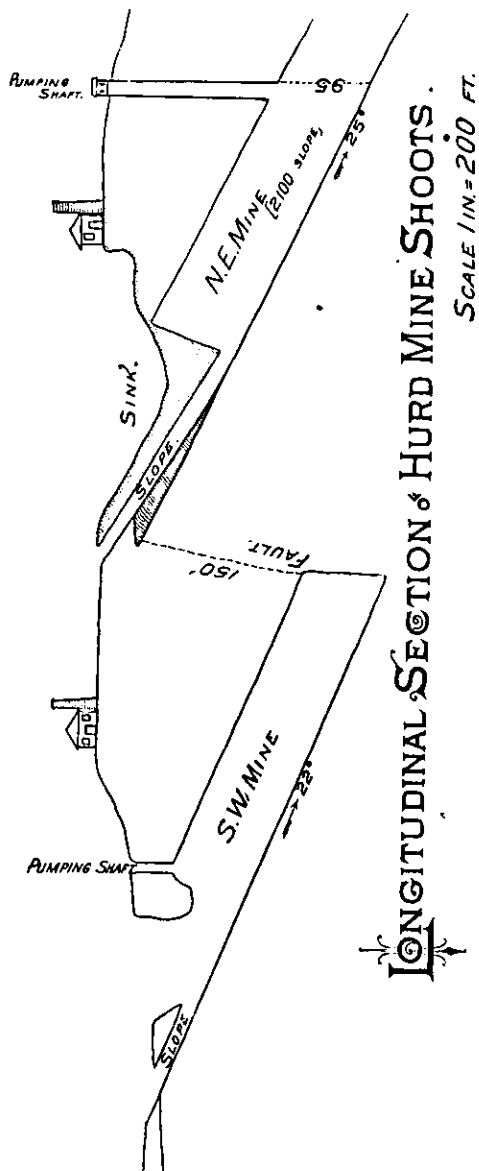 PUMPING
SHAFT.
SINK.
N.E. MINE
[2100 SLOPE,
95
25°
SLOPE.
FAULT.
150'
S.W. MINE
22°
PUMPING SHAFT
SLOPE
LONGITUDINAL SECTION of HURD MINE SHOOTS.
SCALE 1 IN. = 200 FT.